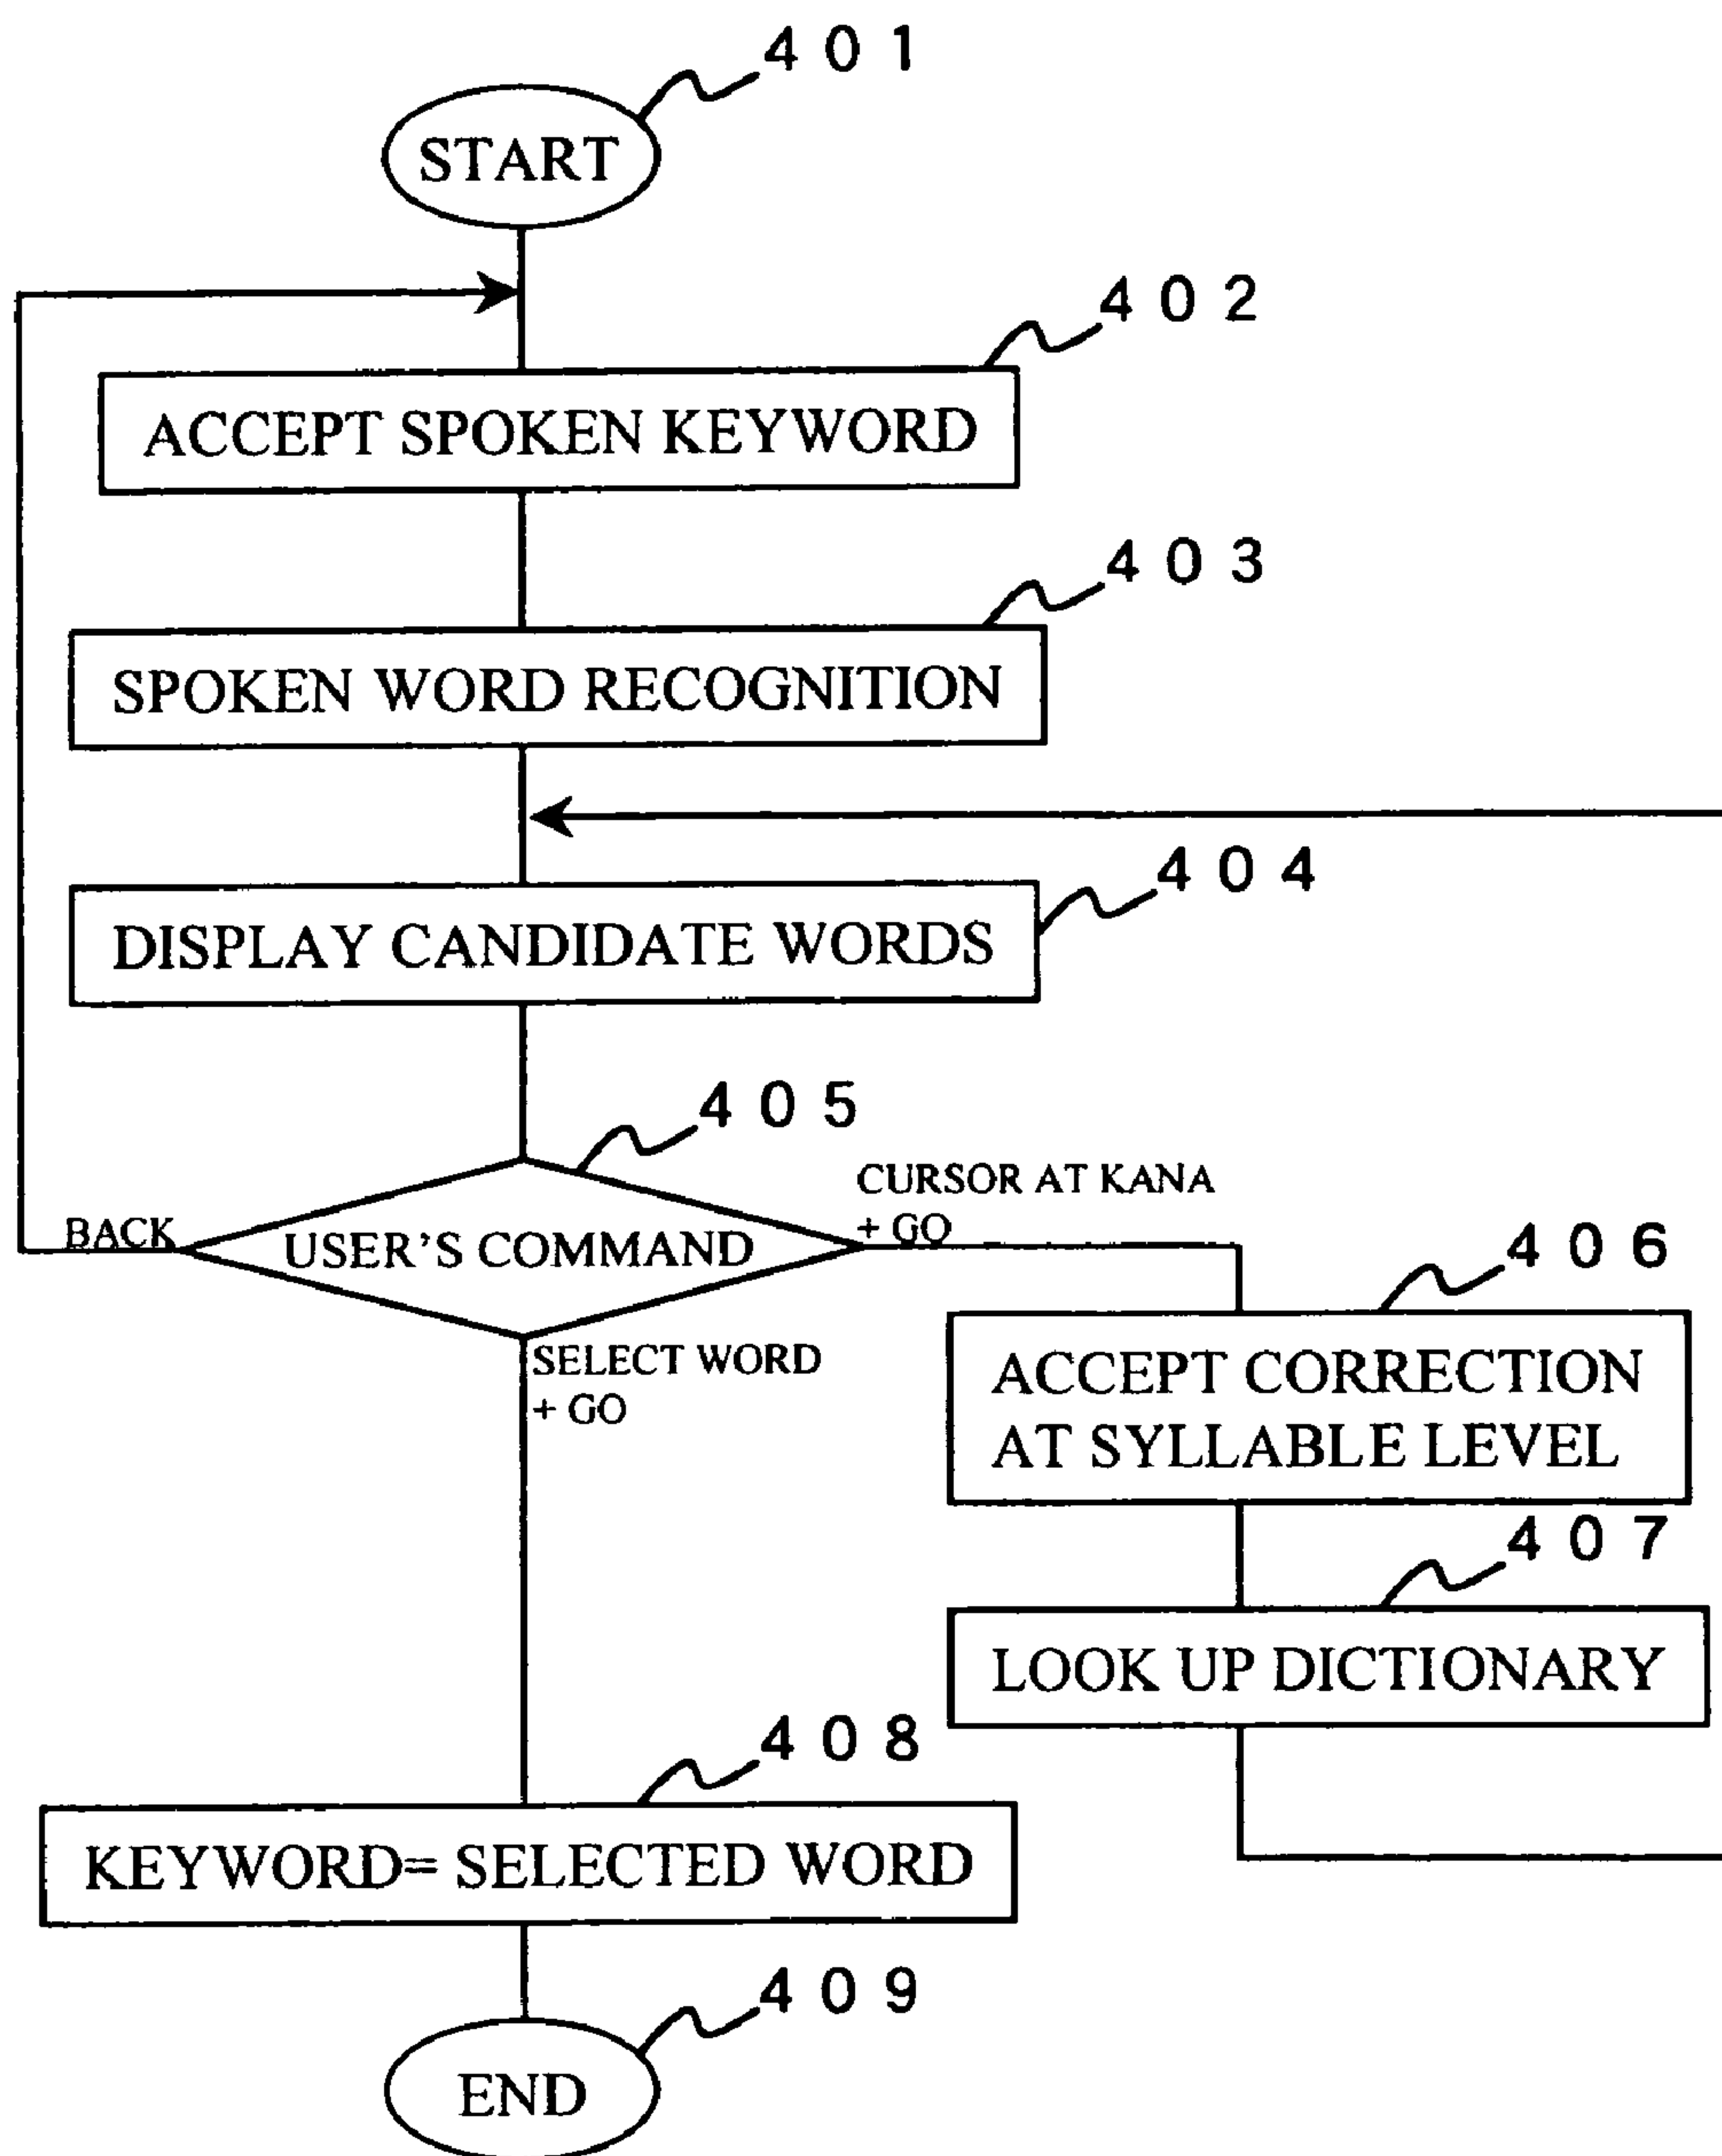 4 0 1
START
4 0 2
ACCEPT SPOKEN KEYWORD
4 0 3
SPOKEN WORD RECOGNITION
4 0 4
DISPLAY CANDIDATE WORDS
4 0 5
CURSOR AT KANA
+ GO
BACK
USER'S COMMAND
4 0 6
SELECT WORD
+ GO
ACCEPT CORRECTION
AT SYLLABLE LEVEL
4 0 7
LOOK UP DICTIONARY
4 0 8
KEYWORD= SELECTED WORD
4 0 9
END